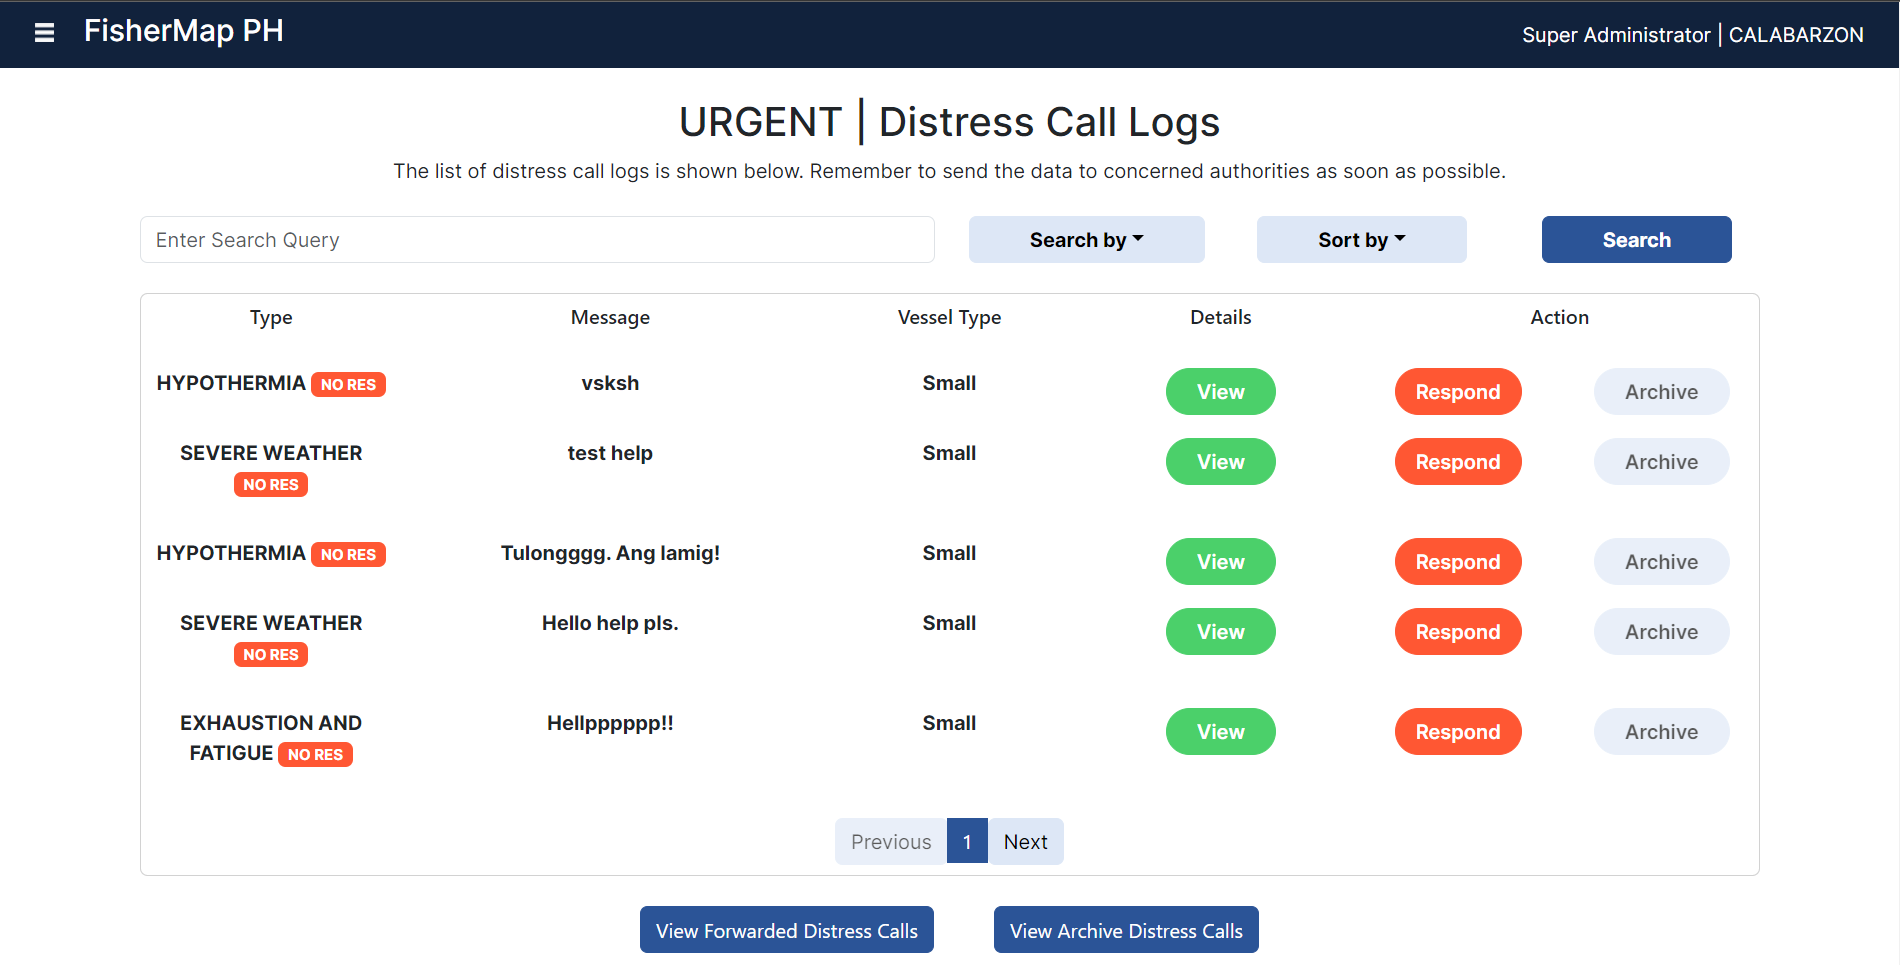 FisherMap PH
Super Administrator | CALABARZON
URGENT | Distress Call Logs
The list of distress call logs is shown below. Remember to send the data to concerned authorities as soon as possible.
Enter Search Query
Search by
Sort by
Search
Type Message Vessel Type Details Action
HYPOTHERMIA NO RES vsksh Small View Respond Archive
SEVERE WEATHER test help Small View Respond Archive
NO RES
HYPOTHERMIA NO RES Tulongggg. Ang lamig! Small View Respond Archive
SEVERE WEATHER Hello help pls. Small View Respond Archive
NO RES
EXHAUSTION AND Hellpppppp!! Small View Respond Archive
FATIGUE NO RES
Previous 1 Next
View Forwarded Distress Calls
View Archive Distress Calls